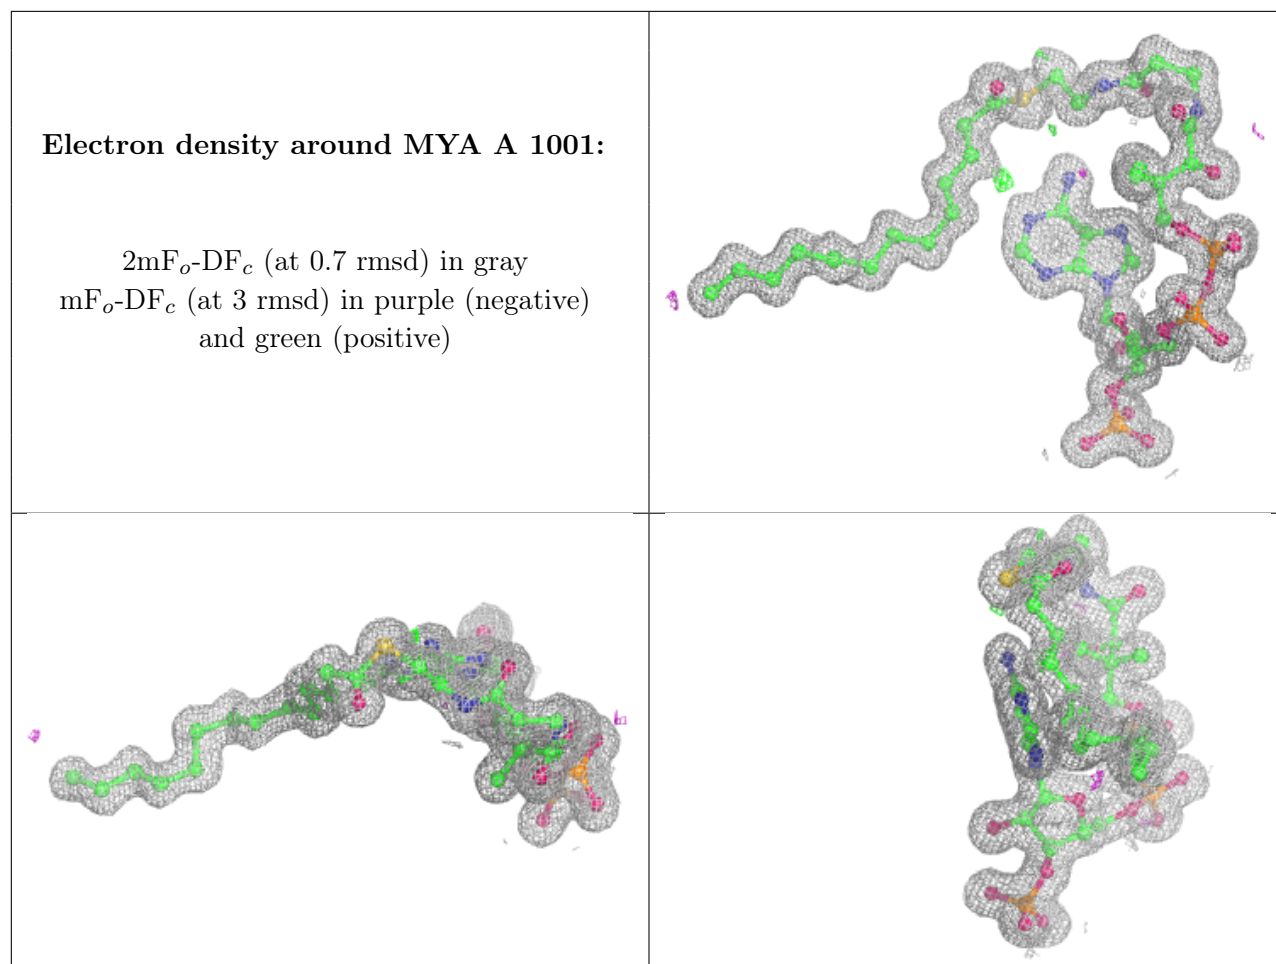 Electron density around MYA A 1001:
2mFo-DFc (at 0.7 rmsd) in gray
mFo-DFc (at 3 rmsd) in purple (negative)
and green (positive)